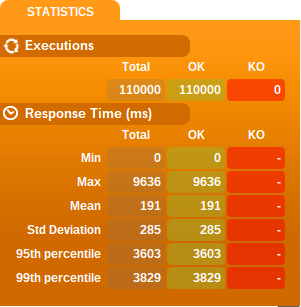 STATISTICS
Executions
Total OK KO
110000 110000 0
Response Time (ms)
Total OK KO
Min 0 0 -
Max 9636 9636 -
Mean 191 191 -
Std Deviation 285 285 -
95th percentile 3603 3603 -
99th percentile 3829 3829 -